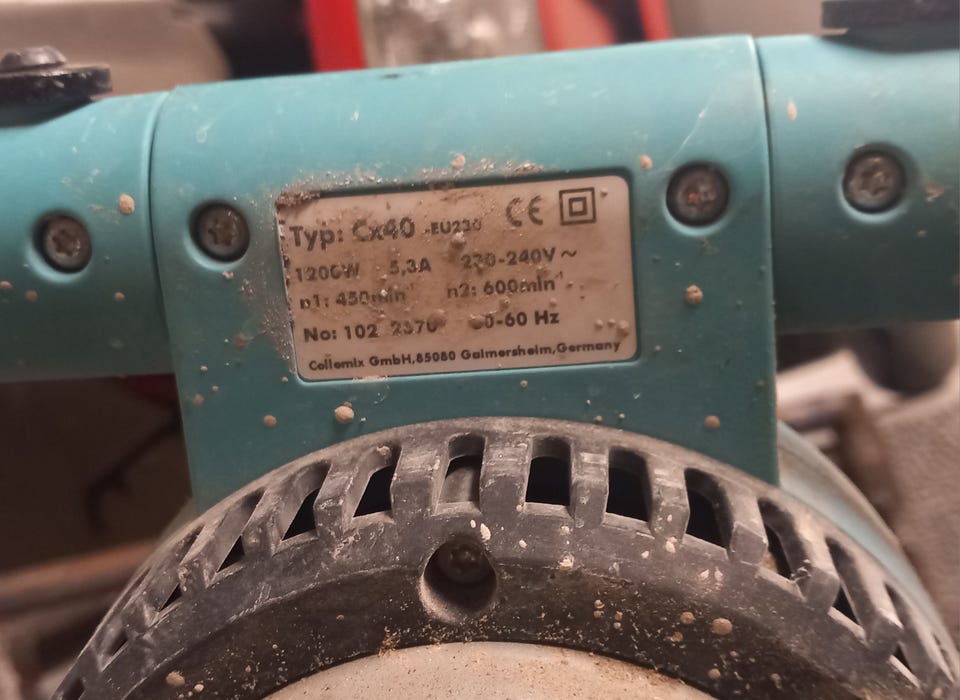 Typ: Cx40 -EU230 CE
1200W 5,3A 230-240V ~
n1: 450min⁻¹ n2: 600min⁻¹
No: 102 2370 0-60 Hz
Collomix GmbH,85080 Gaimersheim,Germany